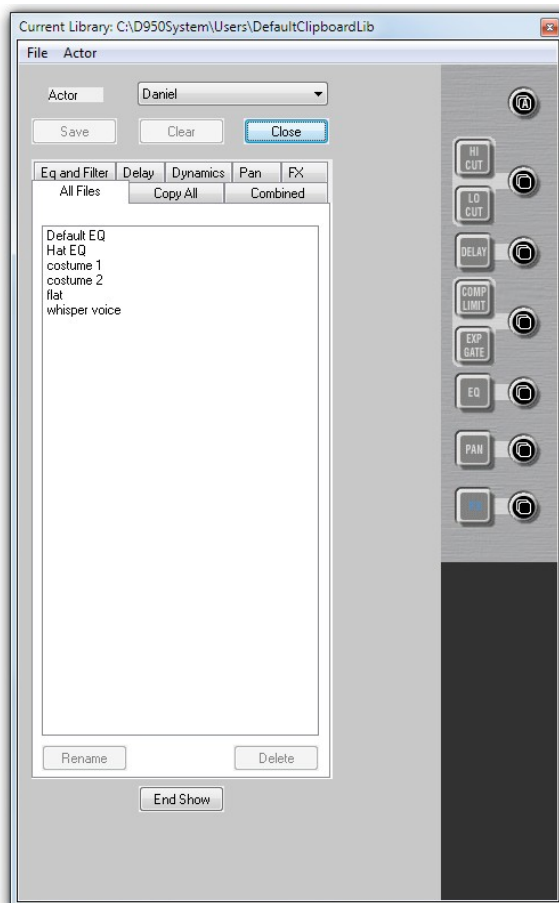 Current Library: C:\D950System\Users\DefaultClipboardLib
File Actor
Actor Daniel
Save Clear Close
Eq and Filter Delay Dynamics Pan FX
All Files Copy All Combined
Default EQ
Hat EQ
costume 1
costume 2
flat
whisper voice
Rename Delete
End Show
A
HI
CUT
LO
CUT
DELAY
COMP
LIMIT
EXP
GATE
EQ
PAN